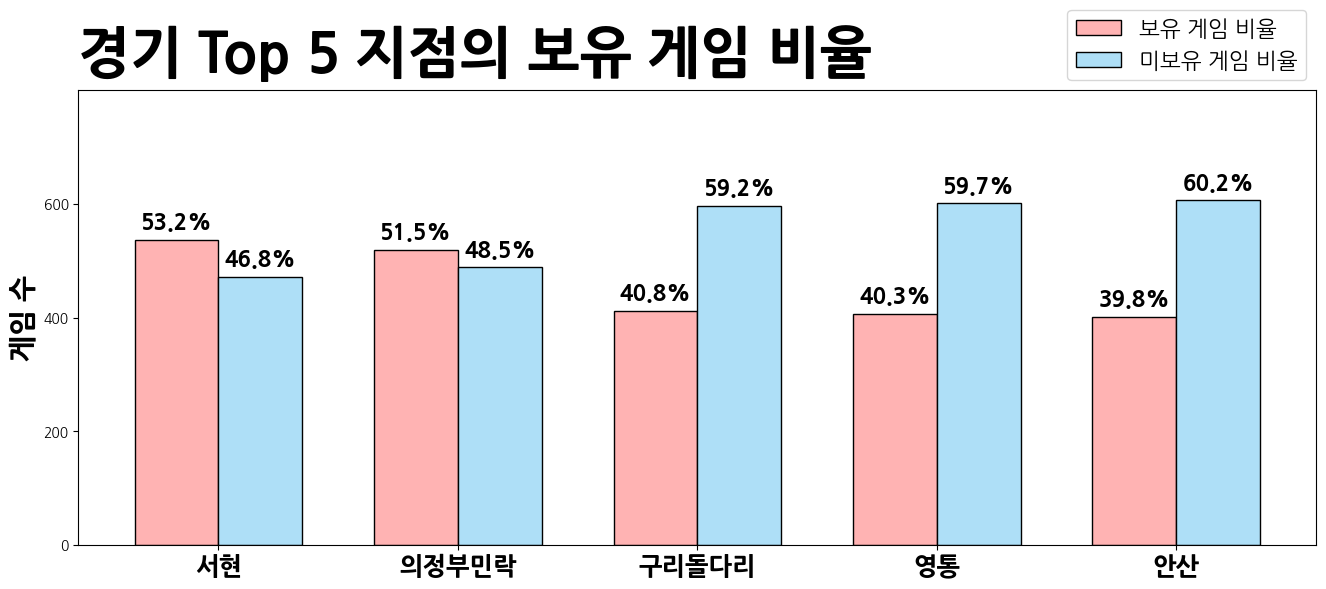 경기 Top 5 지점의 보유 게임 비율
보유 게임 비율
미보유 게임 비율
게임 수
600
400
200
0
53.2%
46.8%
51.5%
48.5%
40.8%
59.2%
40.3%
59.7%
39.8%
60.2%
서현
의정부민락
구리돌다리
영통
안산